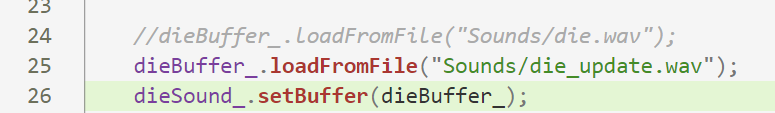 23
24 //dieBuffer_.loadFromFile("Sounds/die.wav");
25 dieBuffer_.loadFromFile("Sounds/die_update.wav");
26 dieSound_.setBuffer(dieBuffer_);